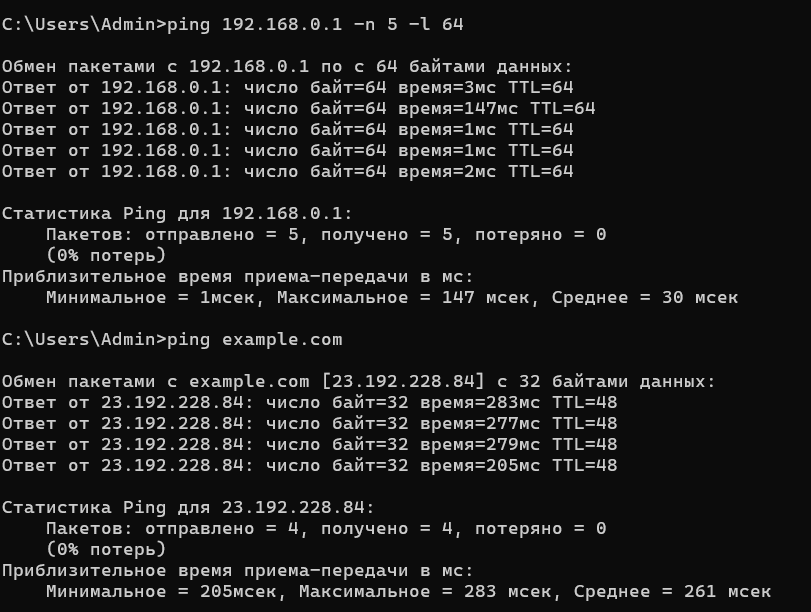 C:\Users\Admin>ping 192.168.0.1 -n 5 -l 64
Обмен пакетами с 192.168.0.1 по с 64 байтами данных:
Ответ от 192.168.0.1: число байт=64 время=3мс TTL=64
Ответ от 192.168.0.1: число байт=64 время=147мс TTL=64
Ответ от 192.168.0.1: число байт=64 время=1мс TTL=64
Ответ от 192.168.0.1: число байт=64 время=1мс TTL=64
Ответ от 192.168.0.1: число байт=64 время=2мс TTL=64
Статистика Ping для 192.168.0.1:
Пакетов: отправлено = 5, получено = 5, потеряно = 0
(0% потерь)
Приблизительное время приема-передачи в мс:
Минимальное = 1мсек, Максимальное = 147 мсек, Среднее = 30 мсек
C:\Users\Admin>ping example.com
Обмен пакетами с example.com [23.192.228.84] с 32 байтами данных:
Ответ от 23.192.228.84: число байт=32 время=283мс TTL=48
Ответ от 23.192.228.84: число байт=32 время=277мс TTL=48
Ответ от 23.192.228.84: число байт=32 время=279мс TTL=48
Ответ от 23.192.228.84: число байт=32 время=205мс TTL=48
Статистика Ping для 23.192.228.84:
Пакетов: отправлено = 4, получено = 4, потеряно = 0
(0% потерь)
Приблизительное время приема-передачи в мс:
Минимальное = 205мсек, Максимальное = 283 мсек, Среднее = 261 мсек